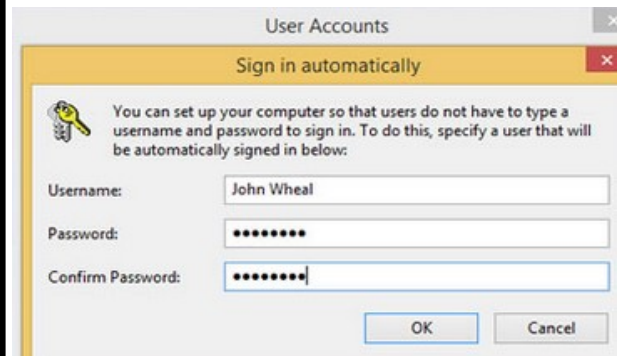 User Accounts
Sign in automatically
You can set up your computer so that users do not have to type a
username and password to sign in. To do this, specify a user that will
be automatically signed in below:
Username: John Wheal
Password: ●●●●●●●●
Confirm Password: ●●●●●●●●
OK Cancel